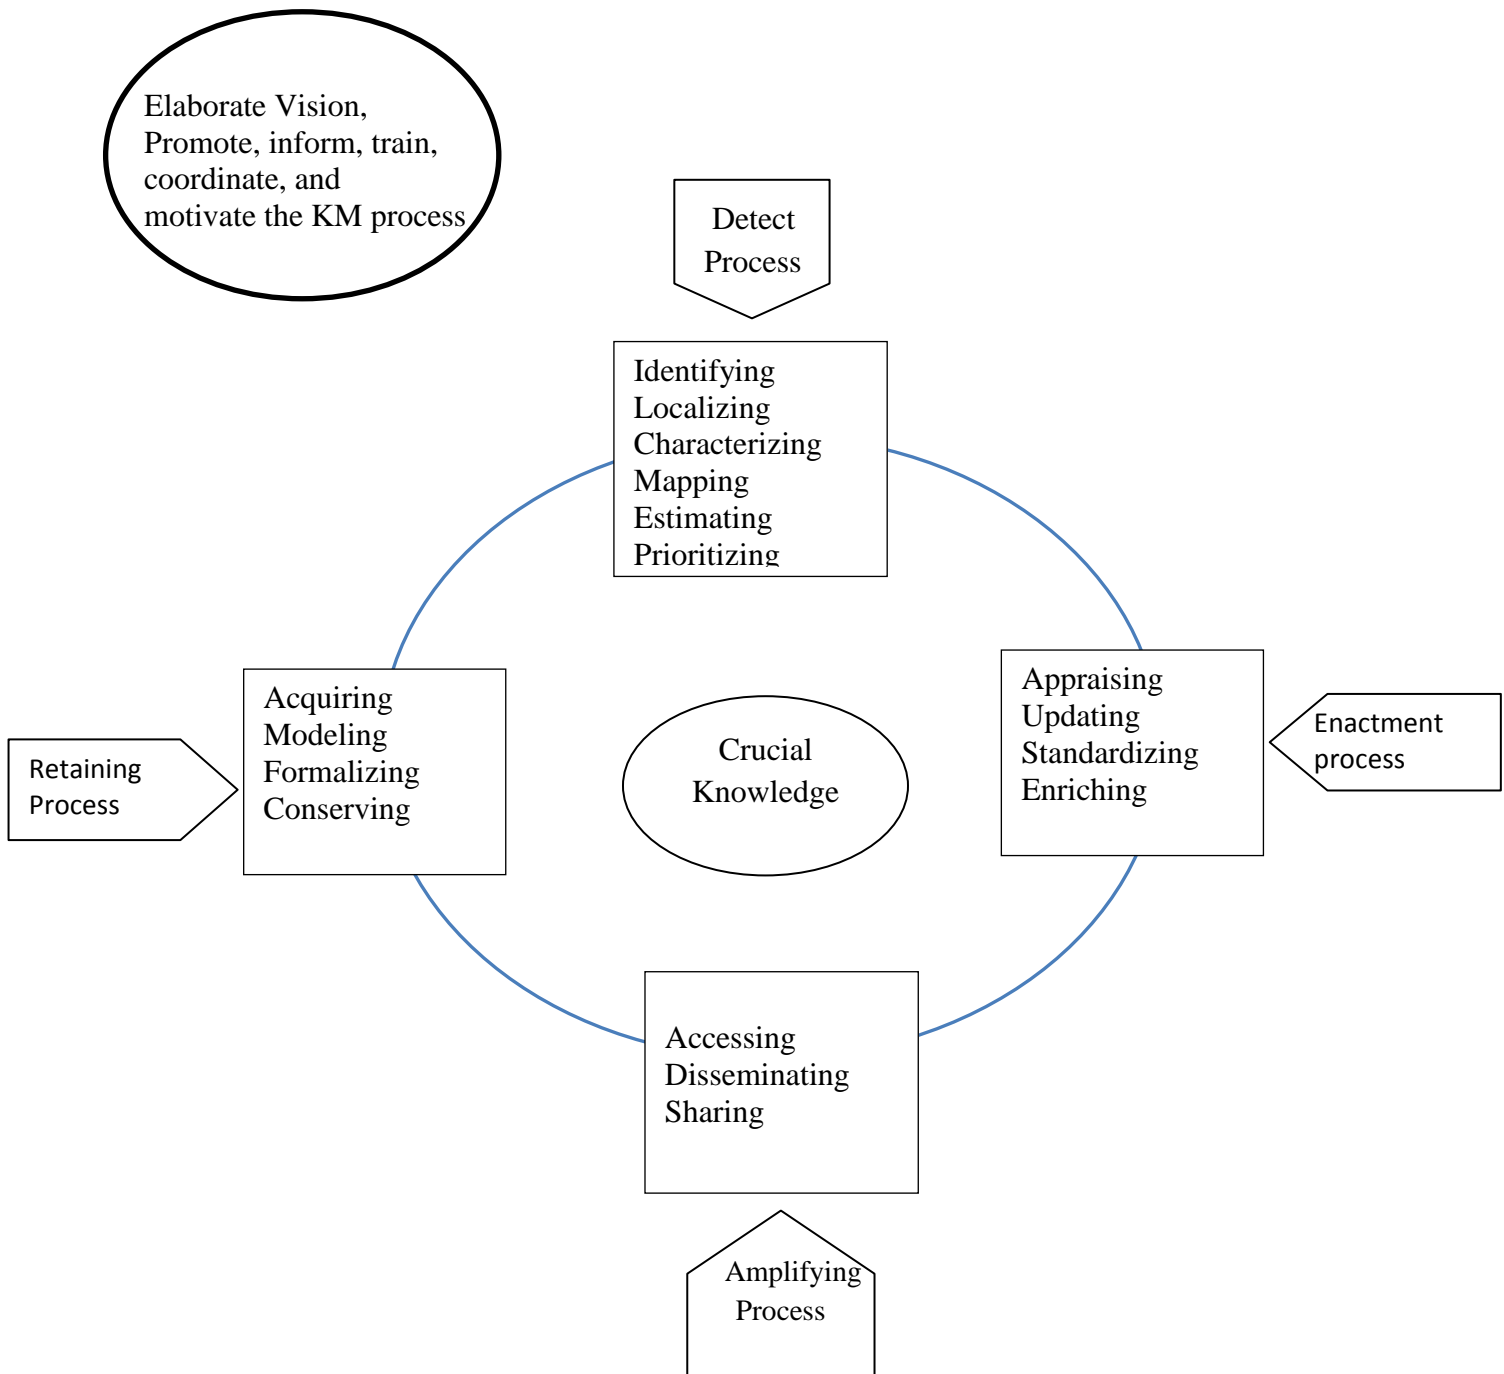 Elaborate Vision,
Promote, inform, train,
coordinate, and
motivate the KM process
Detect
Process
Identifying
Localizing
Characterizing
Mapping
Estimating
Prioritizing
Acquiring
Modeling
Formalizing
Conserving
Retaining
Process
Crucial
Knowledge
Appraising
Updating
Standardizing
Enriching
Enactment
process
Accessing
Disseminating
Sharing
Amplifying
Process